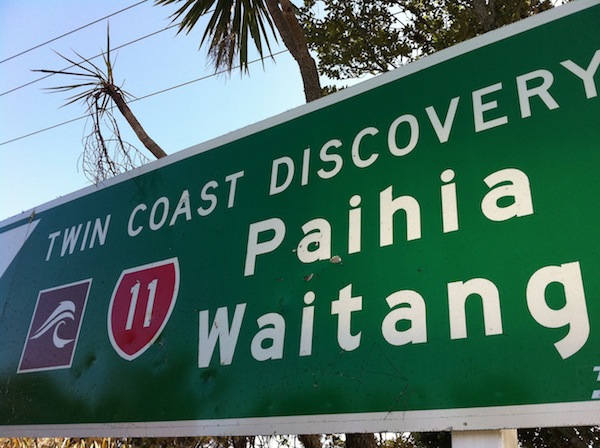 TWIN COAST DISCOVERY
Paihia
11
Waitang